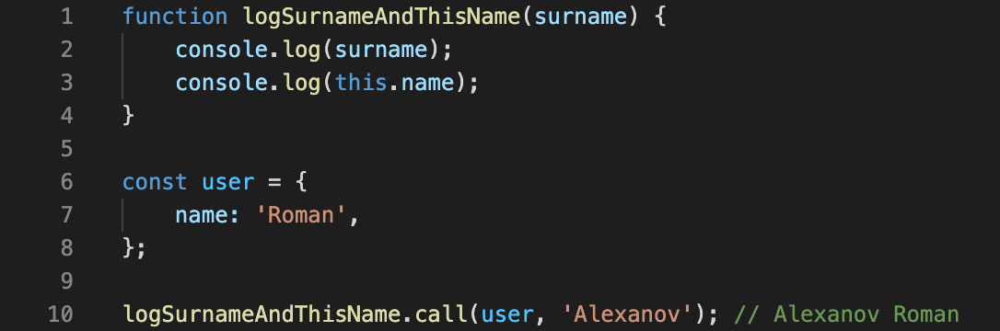 1 function logSurnameAndThisName(surname) {
2     console.log(surname);
3     console.log(this.name);
4 }
5
6 const user = {
7     name: 'Roman',
8 };
9
10 logSurnameAndThisName.call(user, 'Alexanov'); // Alexanov Roman